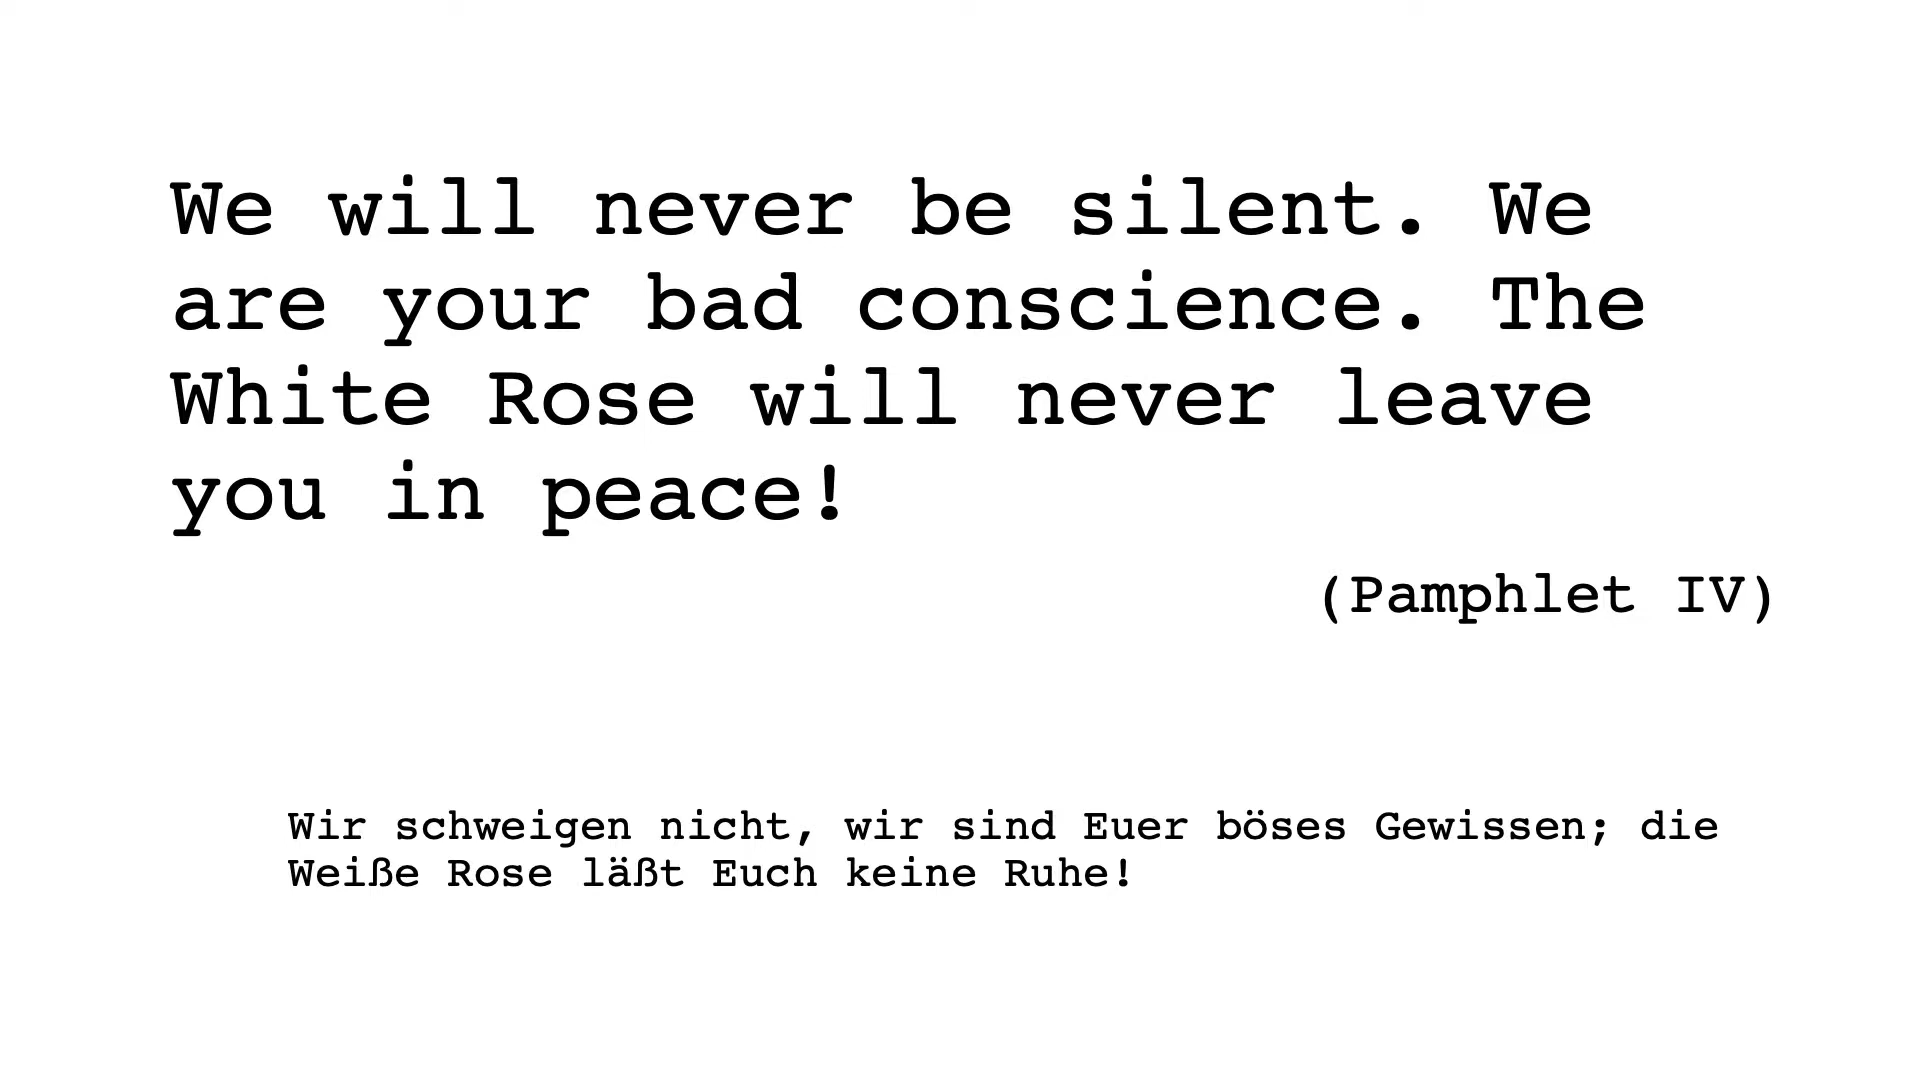 We will never be silent. We
are your bad conscience. The
White Rose will never leave
you in peace!
(Pamphlet IV)
Wir schweigen nicht, wir sind Euer böses Gewissen; die
Weiße Rose läßt Euch keine Ruhe!